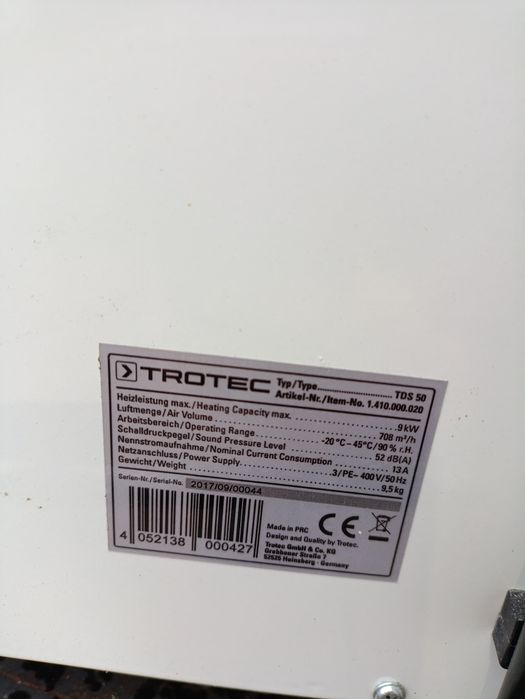 TROTEC
Typ/Type.............................. TDS 50
Artikel-Nr./Item-No. 1.410.000.020
Heizleistung max./Heating Capacity max. .............................. 9 kW
Luftmenge/Air Volume .............................. 708 m³/h
Arbeitsbereich/Operating Range .................... -20 °C – 45°C/90 % r.H.
Schalldruckpegel/Sound Pressure Level .................... 52 dB(A)
Nennstromaufnahme/Nominal Current Consumption .................... 13 A
Netzanschluss/Power Supply.................... 3/PE~ 400 V/50 Hz
Gewicht/Weight .................... 9,5 kg
Serien-Nr./Serial-No. 2017/09/00044
4 052138 000427
Made in PRC
CE
Design and Quality by Trotec.
Trotec GmbH & Co. KG
Grebbener Straße 7
52525 Heinsberg · Germany